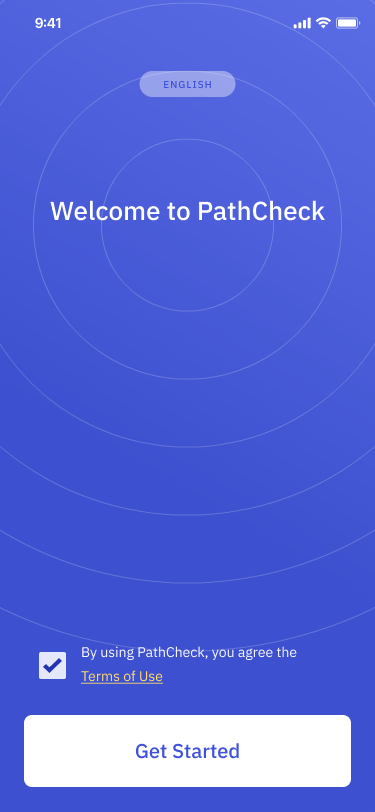 9:41
ENGLISH
Welcome to PathCheck
By using PathCheck, you agree the
Terms of Use
Get Started